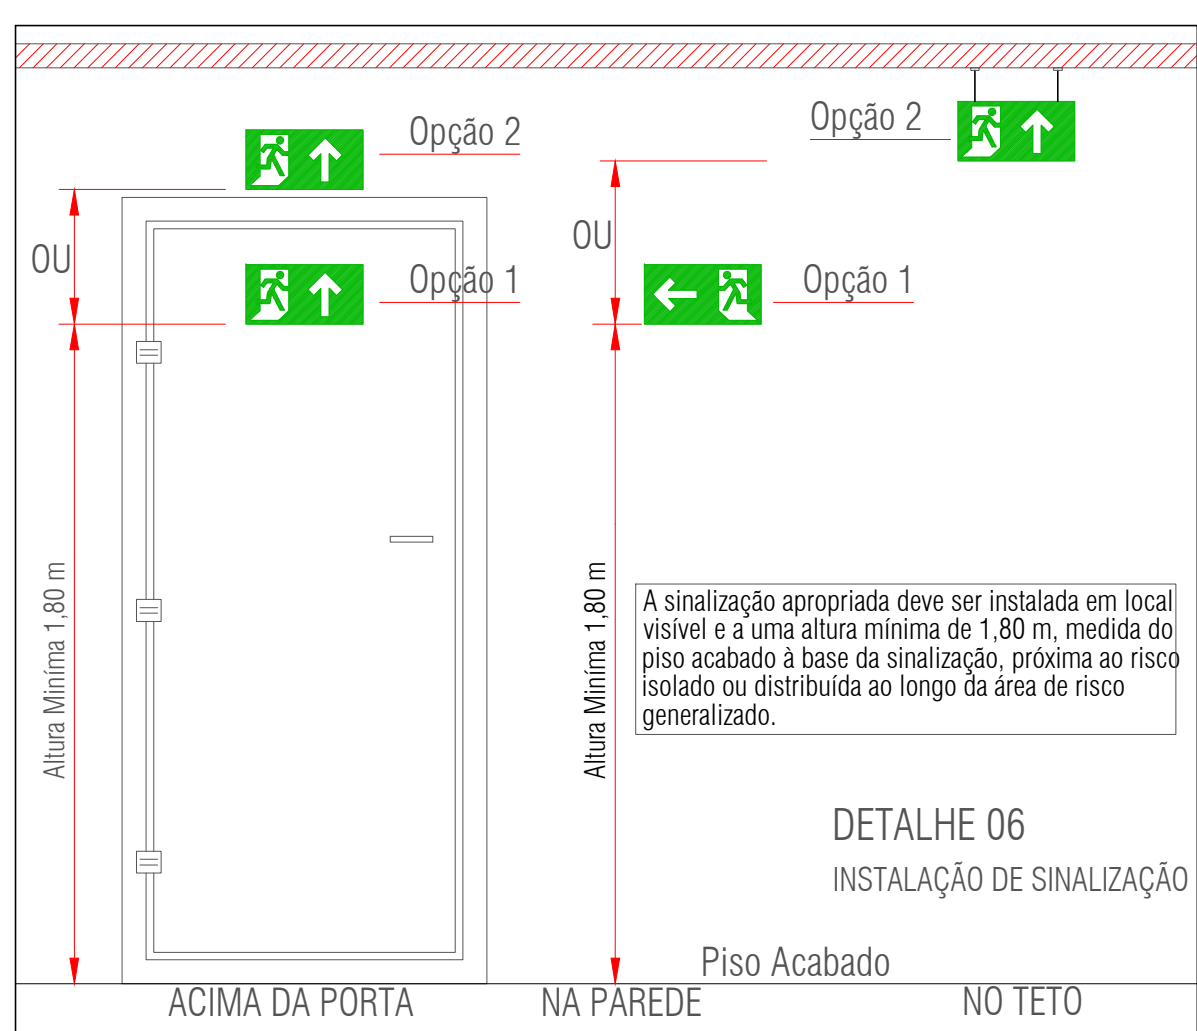 Opção 2
Opção 2
OU
OU
Opção 1
Opção 1
Altura Miníma 1,80 m
Altura Miníma 1,80 m
A sinalização apropriada deve ser instalada em local
visível e a uma altura mínima de 1,80 m, medida do
piso acabado à base da sinalização, próxima ao risco
isolado ou distribuída ao longo da área de risco
generalizado.
DETALHE 06
INSTALAÇÃO DE SINALIZAÇÃO
Piso Acabado
ACIMA DA PORTA
NA PAREDE
NO TETO